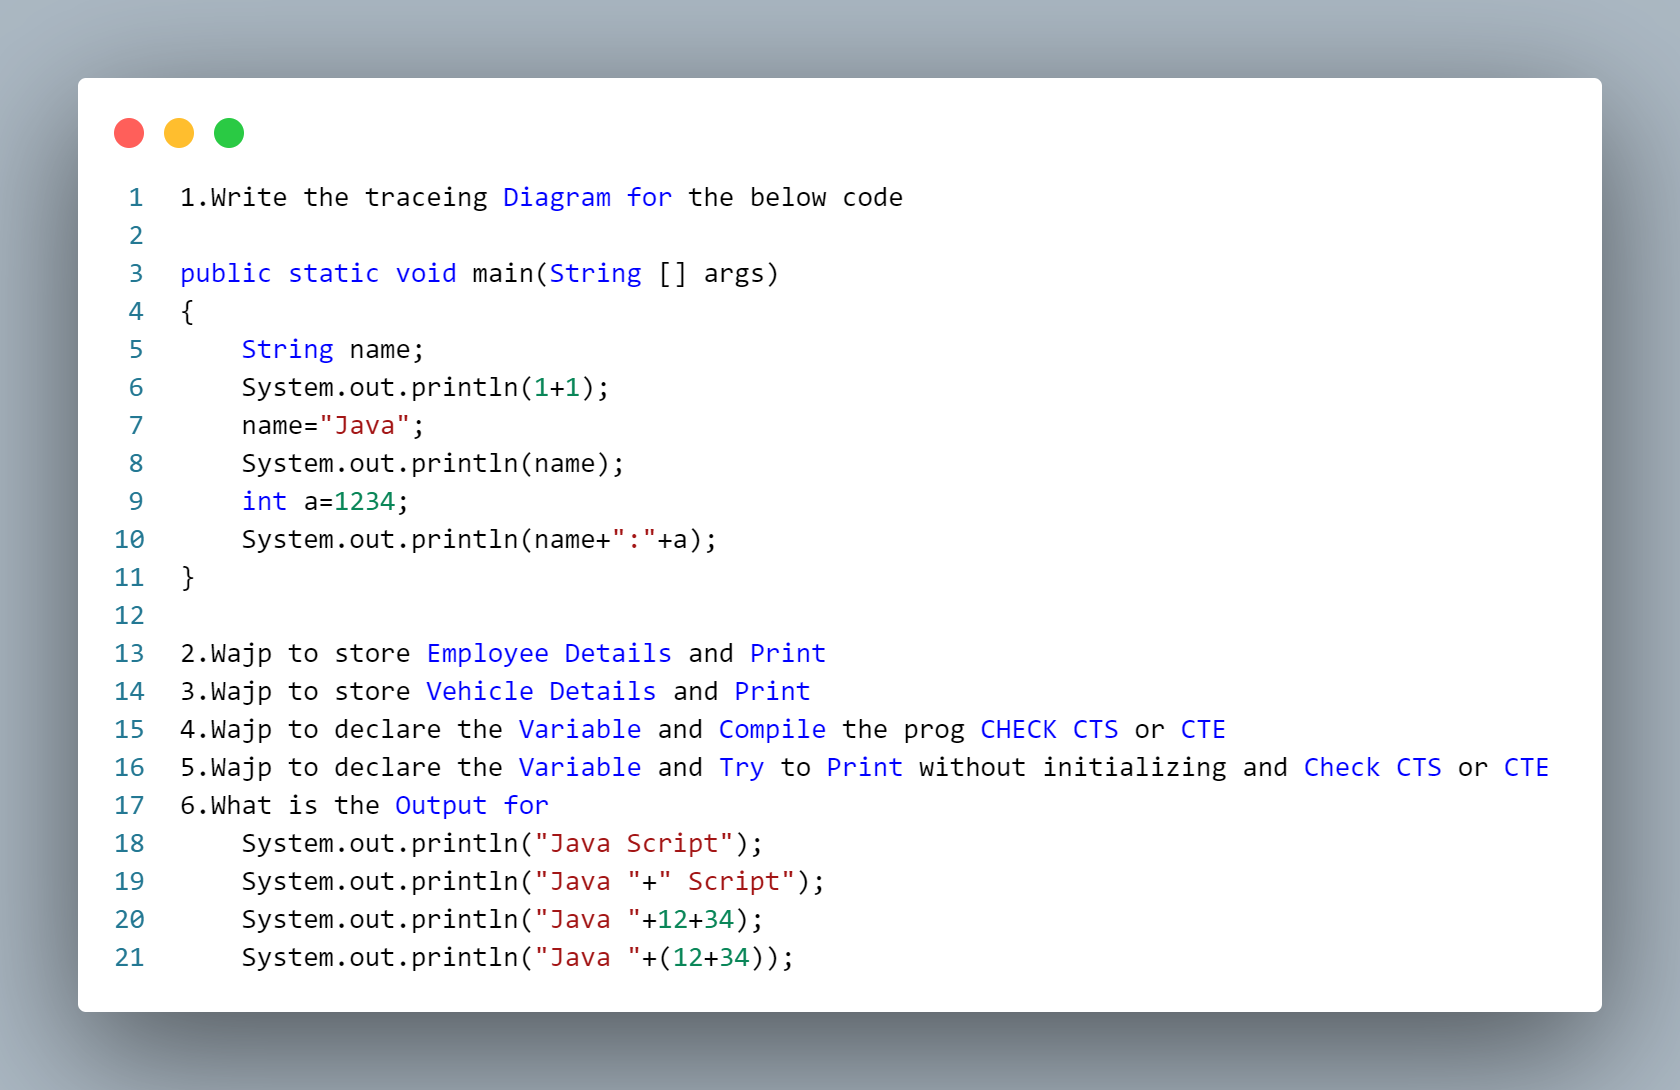 1 1.Write the traceing Diagram for the below code
2
3 public static void main(String [] args)
4 {
5     String name;
6     System.out.println(1+1);
7     name="Java";
8     System.out.println(name);
9     int a=1234;
10     System.out.println(name+":"+a);
11 }
12
13 2.Wajp to store Employee Details and Print
14 3.Wajp to store Vehicle Details and Print
15 4.Wajp to declare the Variable and Compile the prog CHECK CTS or CTE
16 5.Wajp to declare the Variable and Try to Print without initializing and Check CTS or CTE
17 6.What is the Output for
18     System.out.println("Java Script");
19     System.out.println("Java "+" Script");
20     System.out.println("Java "+12+34);
21     System.out.println("Java "+(12+34));